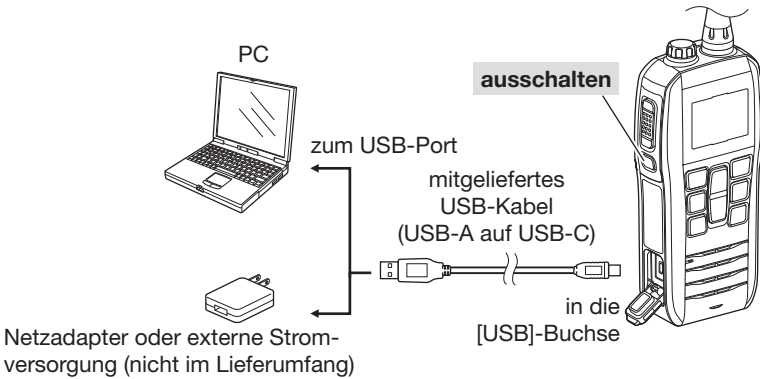 PC
ausschalten
zum USB-Port
mitgeliefertes
USB-Kabel
(USB-A auf USB-C)
in die
[USB]-Buchse
Netzadapter oder externe Strom-
versorgung (nicht im Lieferumfang)